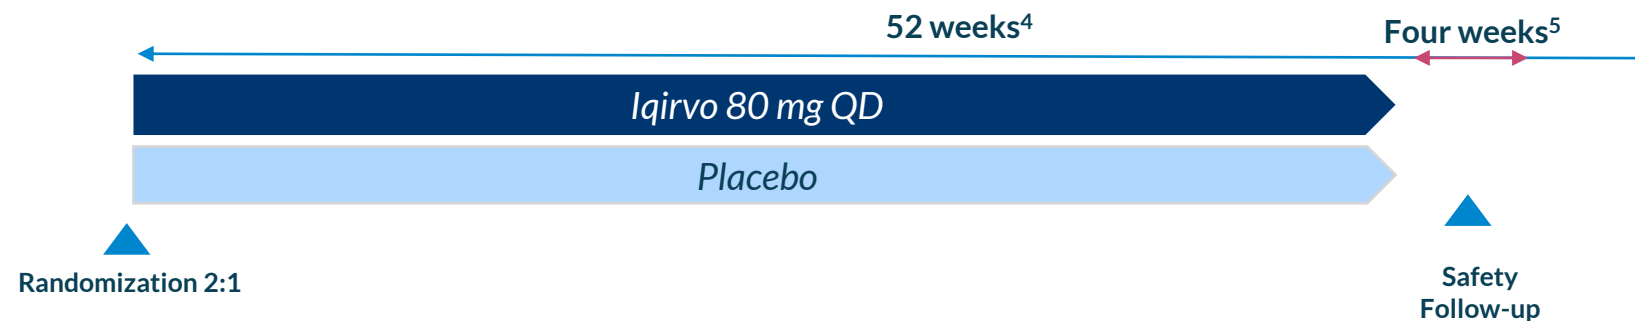 52 weeks⁴
Four weeks⁵
Iqirvo 80 mg QD
Placebo
Randomization 2:1
Safety
Follow-up